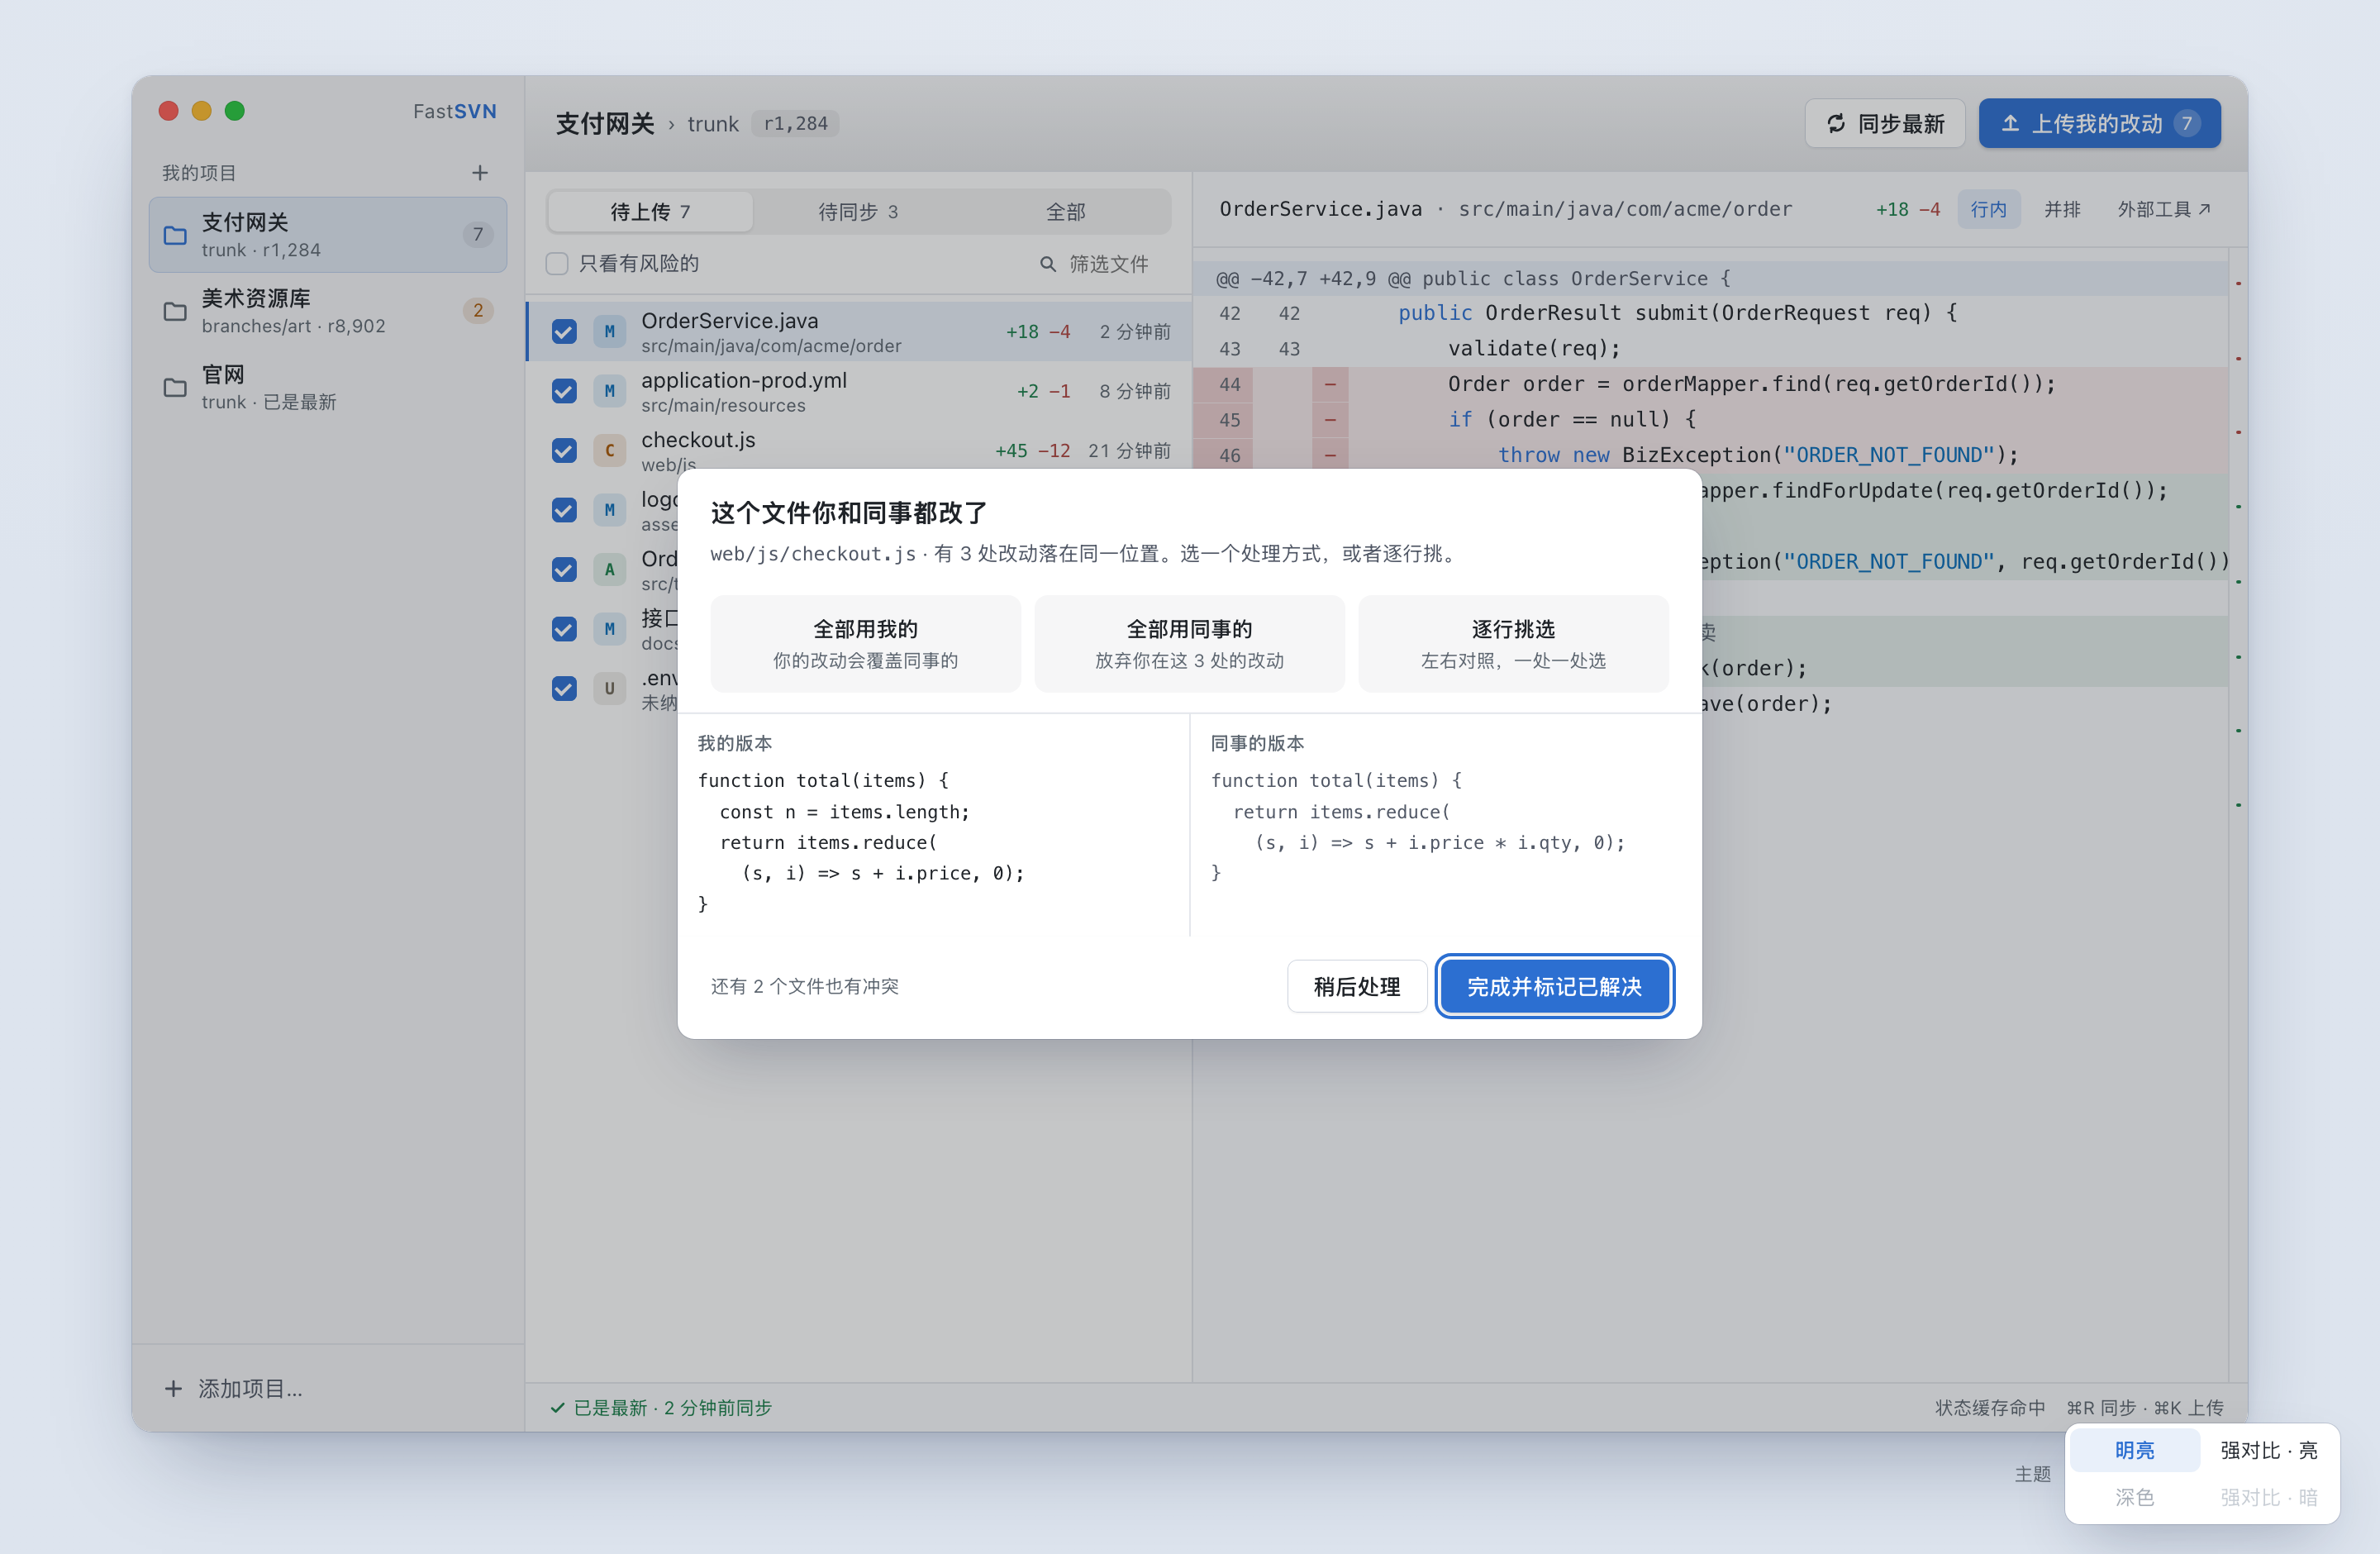 FastSVN
我的项目
支付网关
trunk · r1,284
7
美术资源库
branches/art · r8,902
2
官网
trunk · 已是最新
添加项目...
支付网关 › trunk r1,284
同步最新
上传我的改动 7
待上传 7
待同步 3
全部
只看有风险的
筛选文件
M OrderService.java +18 −4 2 分钟前
src/main/java/com/acme/order
M application-prod.yml +2 −1 8 分钟前
src/main/resources
C checkout.js +45 −12 21 分钟前
web/js
M
A
M 接口
U
未纳
OrderService.java · src/main/java/com/acme/order
+18 −4
行内
并排
外部工具
@@ −42,7 +42,9 @@ public class OrderService {
42 42 public OrderResult submit(OrderRequest req) {
43 43 validate(req);
44 − Order order = orderMapper.find(req.getOrderId());
45 − if (order == null) {
46 − throw new BizException("ORDER_NOT_FOUND");
apper.findForUpdate(req.getOrderId());
eption("ORDER_NOT_FOUND", req.getOrderId())
(order);
ave(order);
这个文件你和同事都改了
web/js/checkout.js · 有 3 处改动落在同一位置。选一个处理方式，或者逐行挑。
全部用我的
你的改动会覆盖同事的
全部用同事的
放弃你在这 3 处的改动
逐行挑选
左右对照，一处一处选
我的版本
function total(items) {
const n = items.length;
return items.reduce(
(s, i) => s + i.price, 0);
}
同事的版本
function total(items) {
return items.reduce(
(s, i) => s + i.price * i.qty, 0);
}
还有 2 个文件也有冲突
稍后处理
完成并标记已解决
已是最新 · 2 分钟前同步
状态缓存命中
⌘R 同步 · ⌘K 上传
主题
明亮
强对比 · 亮
深色
强对比 · 暗